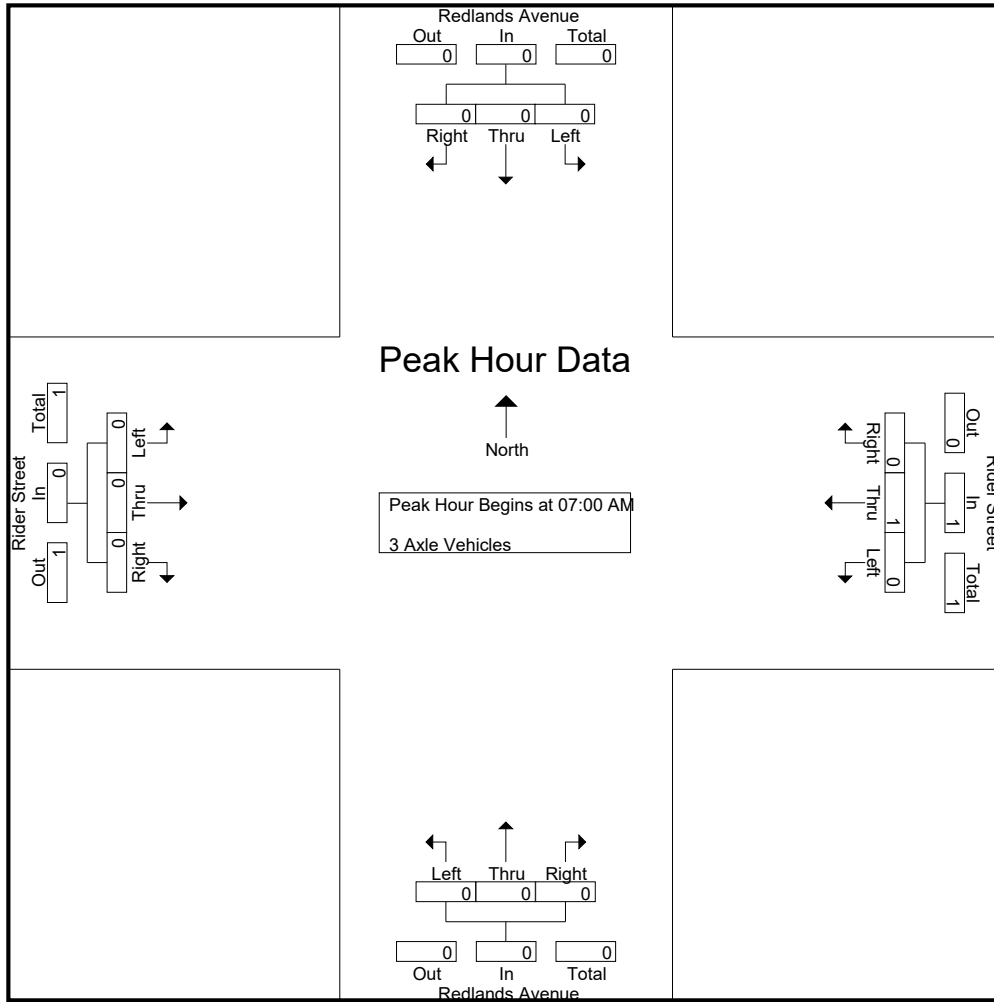 Redlands Avenue
Out In Total
0 0 0
0 0 0
Right Thru Left
Peak Hour Data
North
Peak Hour Begins at 07:00 AM
3 Axle Vehicles
Rider Street
Total In Out
1 0 1
0 0 0
Left Thru Right
Rider Street
Out In Total
0 1 1
0 1 0
Right Thru Left
Left Thru Right
0 0 0
0 0 0
Out In Total
Redlands Avenue